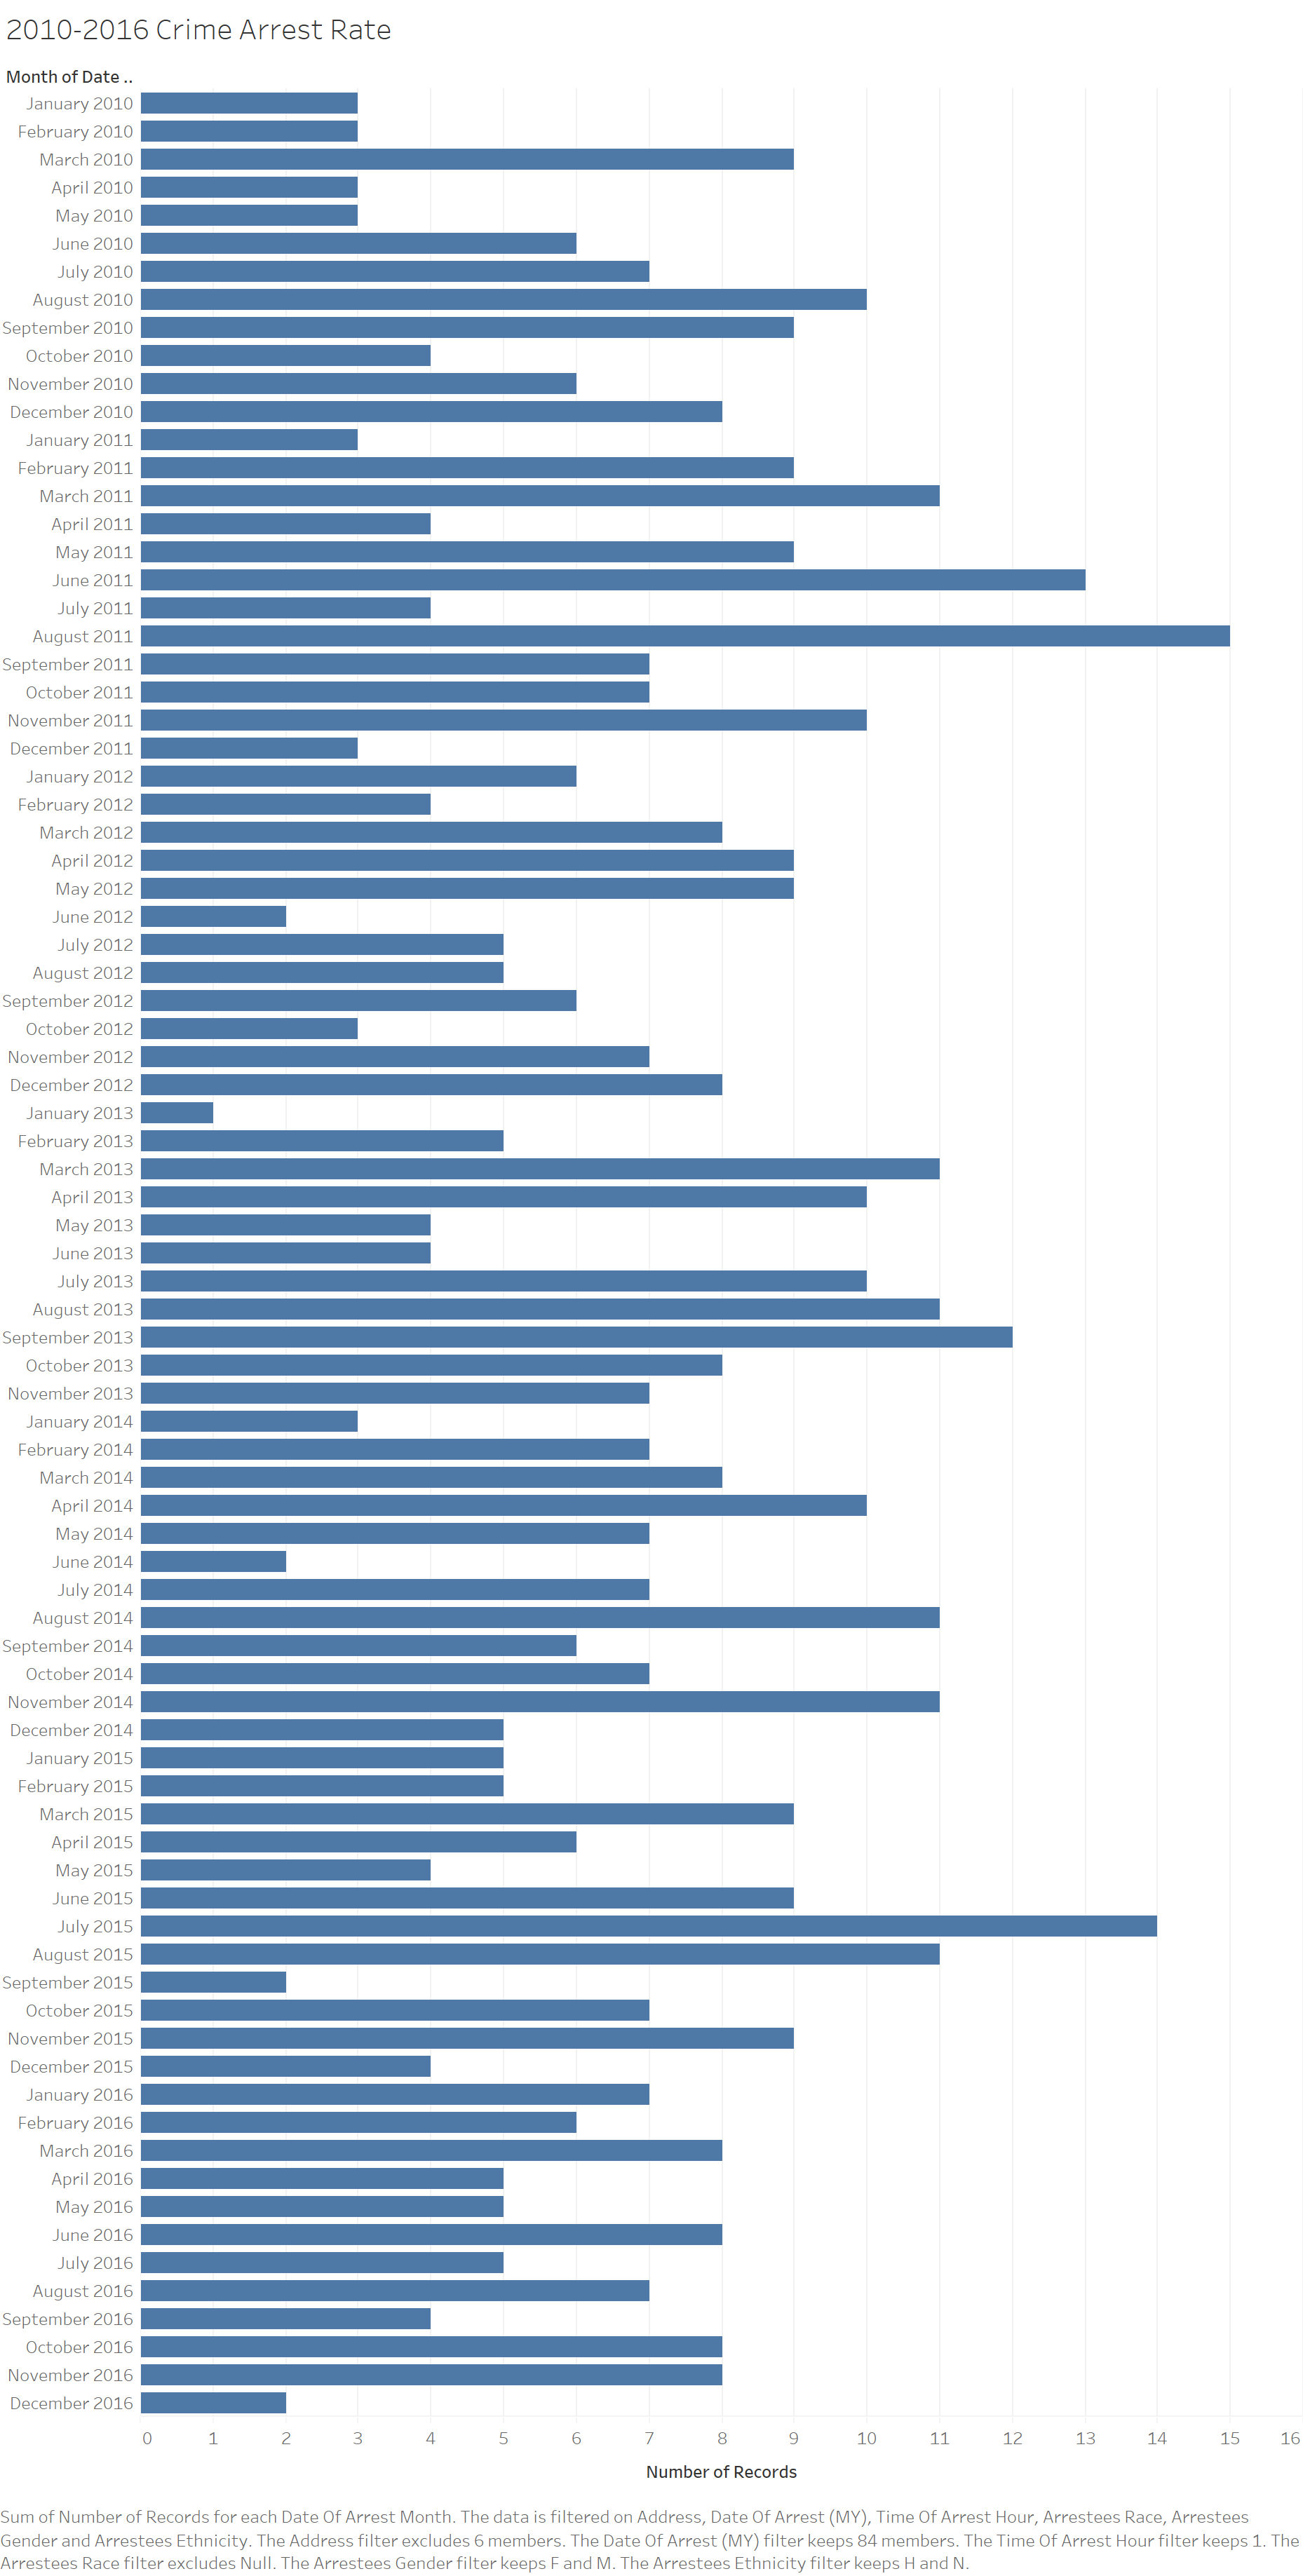 2010-2016 Crime Arrest Rate
Month of Date ..
January 2010
February 2010
March 2010
April 2010
May 2010
June 2010
July 2010
August 2010
September 2010
October 2010
November 2010
December 2010
January 2011
February 2011
March 2011
April 2011
May 2011
June 2011
July 2011
August 2011
September 2011
October 2011
November 2011
December 2011
January 2012
February 2012
March 2012
April 2012
May 2012
June 2012
July 2012
August 2012
September 2012
October 2012
November 2012
December 2012
January 2013
February 2013
March 2013
April 2013
May 2013
June 2013
July 2013
August 2013
September 2013
October 2013
November 2013
January 2014
February 2014
March 2014
April 2014
May 2014
June 2014
July 2014
August 2014
September 2014
October 2014
November 2014
December 2014
January 2015
February 2015
March 2015
April 2015
May 2015
June 2015
July 2015
August 2015
September 2015
October 2015
November 2015
December 2015
January 2016
February 2016
March 2016
April 2016
May 2016
June 2016
July 2016
August 2016
September 2016
October 2016
November 2016
December 2016
0 1 2 3 4 5 6 7 8 9 10 11 12 13 14 15 16
Number of Records
Sum of Number of Records for each Date Of Arrest Month. The data is filtered on Address, Date Of Arrest (MY), Time Of Arrest Hour, Arrestees Race, Arrestees
Gender and Arrestees Ethnicity. The Address filter excludes 6 members. The Date Of Arrest (MY) filter keeps 84 members. The Time Of Arrest Hour filter keeps 1. The
Arrestees Race filter excludes Null. The Arrestees Gender filter keeps F and M. The Arrestees Ethnicity filter keeps H and N.